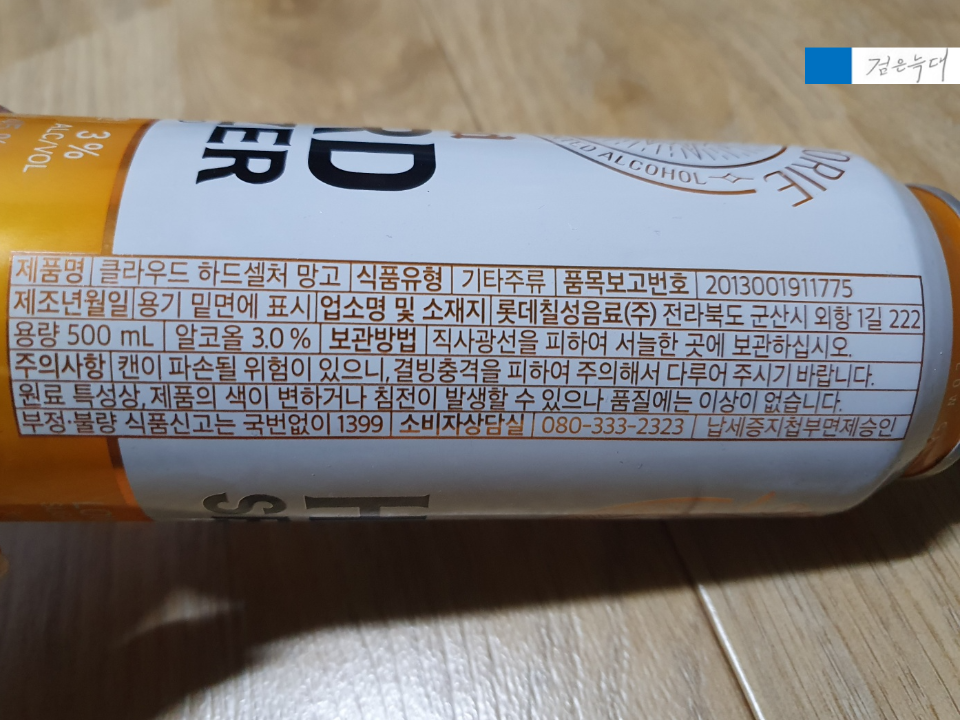 검은늑대
3%
ALC/VOL
RD
ZER
ED ALCOHOL
ORIE
제품명 클라우드 하드셀처 망고 식품유형 기타주류 품목보고번호 2013001911775
제조년월일 용기 밑면에 표시 업소명 및 소재지 롯데칠성음료(주) 전라북도 군산시 외항 1길 222
용량 500 mL 알코올 3.0% 보관방법 직사광선을 피하여 서늘한 곳에 보관하십시오.
주의사항 캔이 파손될 위험이 있으니, 결빙충격을 피하여 주의해서 다루어 주시기 바랍니다.
원료 특성상, 제품의 색이 변하거나 침전이 발생할 수 있으나 품질에는 이상이 없습니다.
부정·불량 식품신고는 국번없이 1399 소비자상담실 080-333-2323 납세증지첩부면제승인
H
S